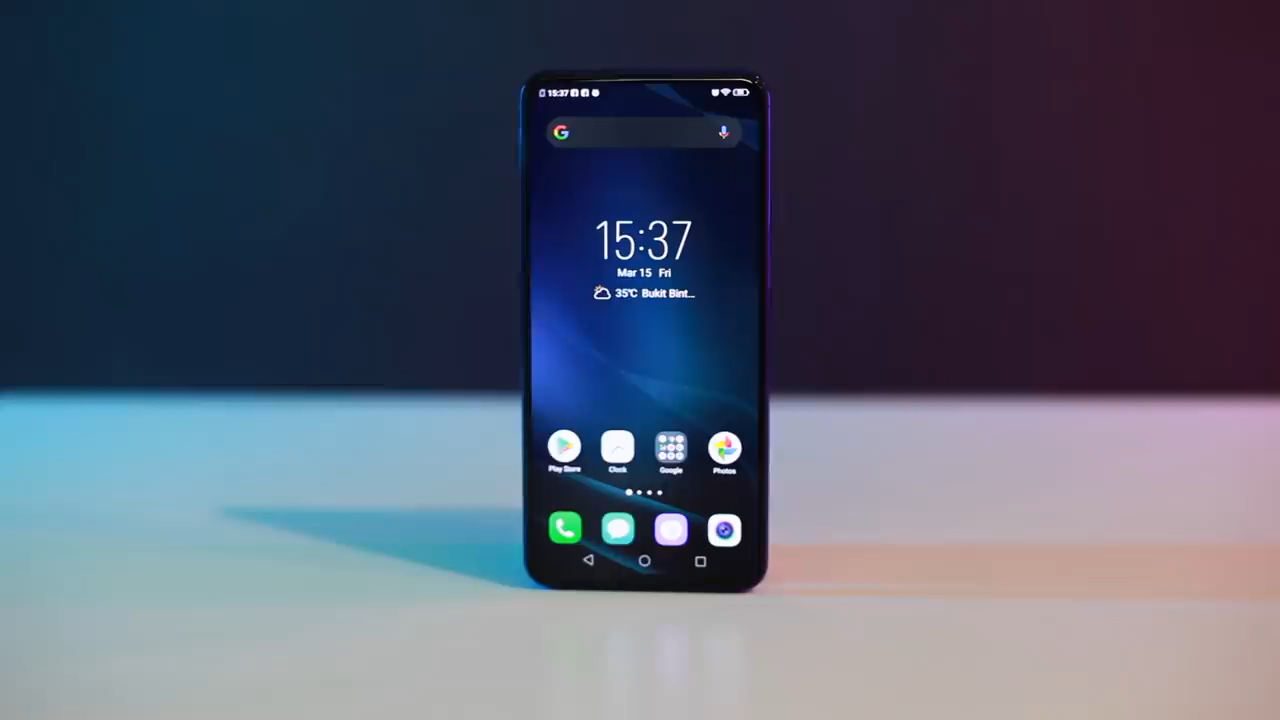 15:37
15:37
Mar 15 Fri
35°C Bukit Bint...
Play Store
Clock
Google
Photos